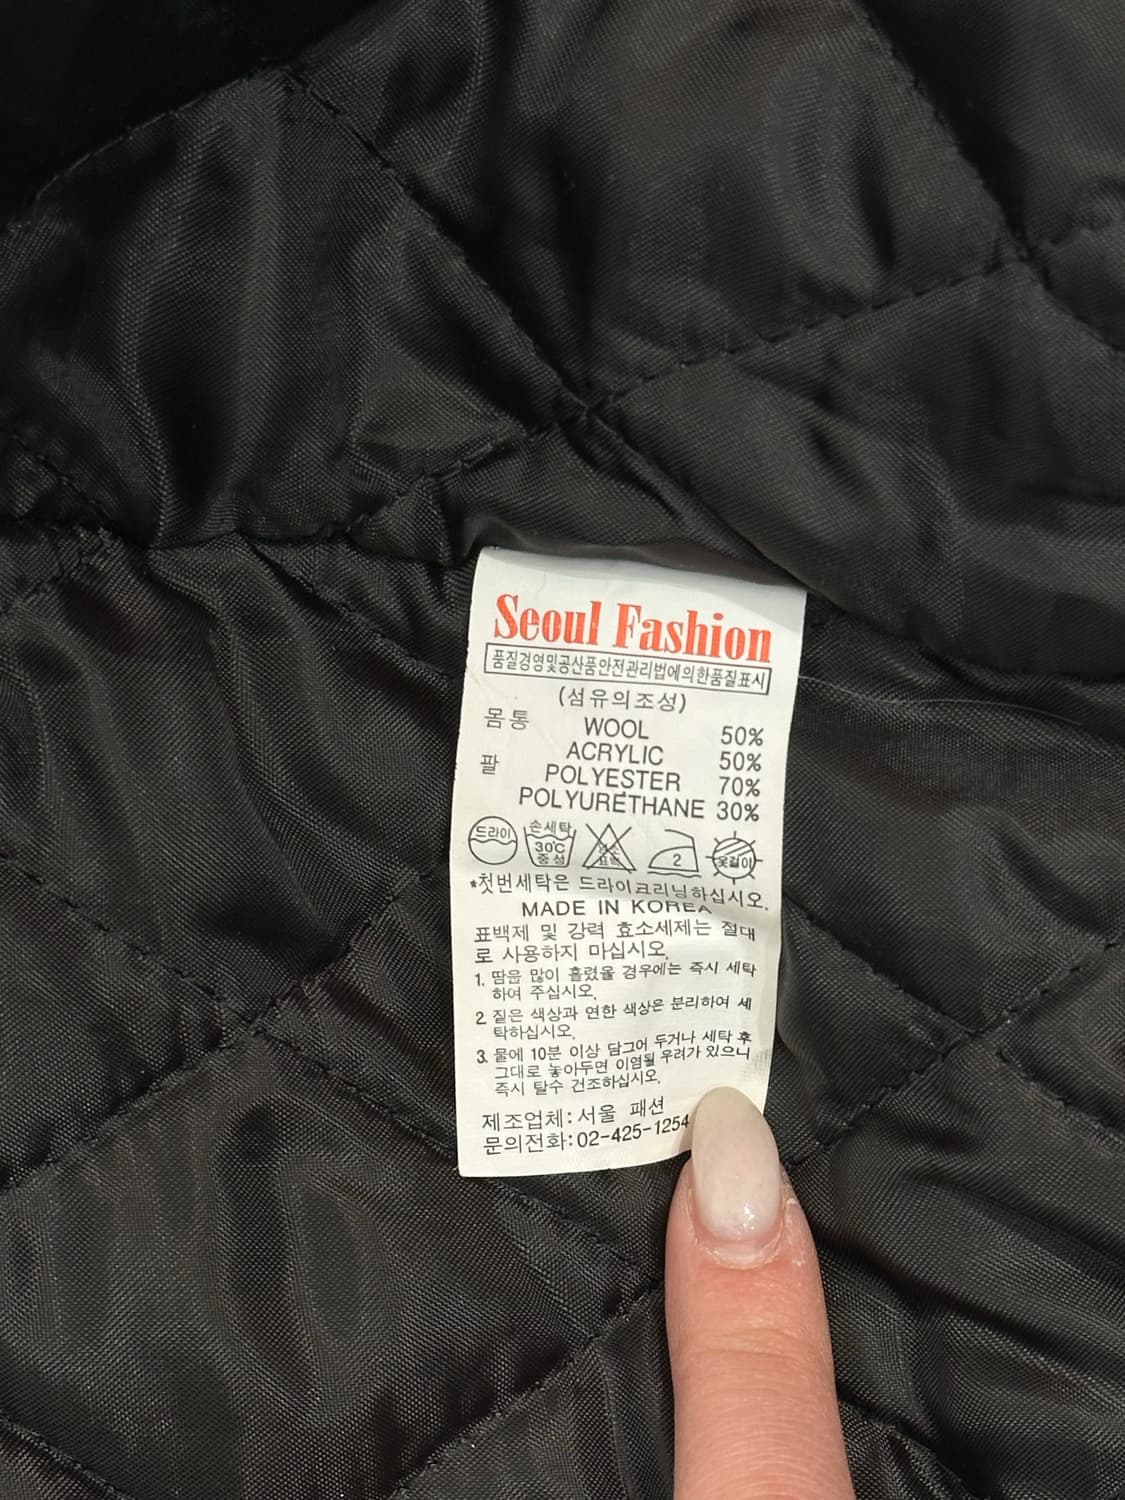 Seoul Fashion
품질경영및공산품안전관리법에의한품질표시
(섬유의조성)
몸통 WOOL 50%
ACRYLIC 50%
팔 POLYESTER 70%
POLYURETHANE 30%
드라이 손세탁 30℃ 중성 염소 표백 2 옷걸이
*첫번세탁은 드라이크리닝하십시오.
MADE IN KOREA
표백제 및 강력 효소세제는 절대
로 사용하지 마십시오.
1. 땀을 많이 흘렸을 경우에는 즉시 세탁
하여 주십시오.
2. 짙은 색상과 연한 색상은 분리하여 세
탁하십시오.
3. 물에 10분 이상 담그어 두거나 세탁 후
그대로 놓아두면 이염될 우려가 있으니
즉시 탈수 건조하십시오.
제조업체:서울 패션
문의전화:02-425-1254